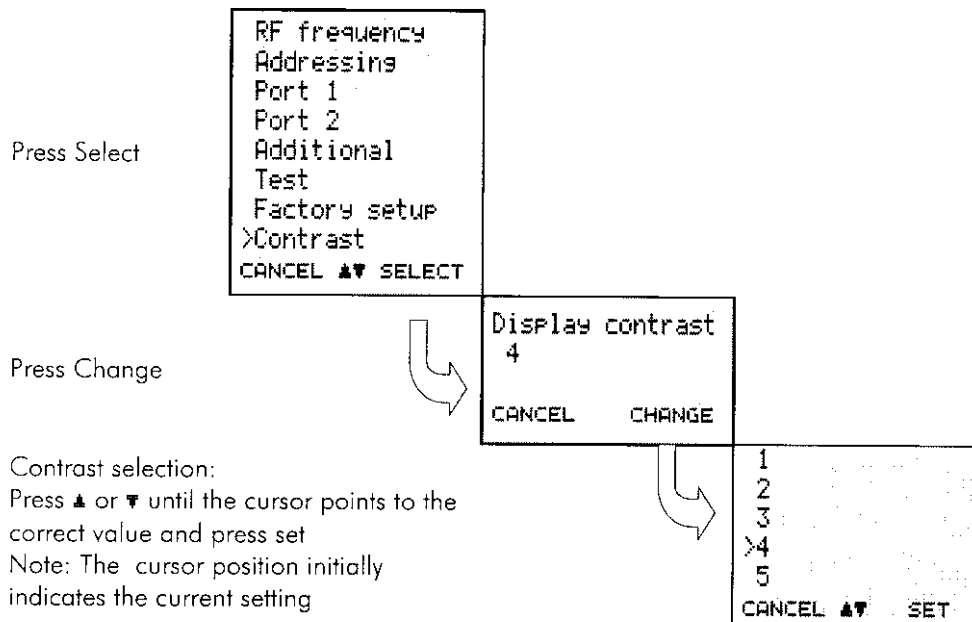 RF frequency
Addressing
Port 1
Port 2
Additional
Test
Factory setup
>Contrast
CANCEL ▲▼ SELECT
Press Select
Display contrast
4
CANCEL CHANGE
Press Change
1
2
3
>4
5
CANCEL ▲▼ SET
Contrast selection:
Press ▲ or ▼ until the cursor points to the
correct value and press set
Note: The cursor position initially
indicates the current setting